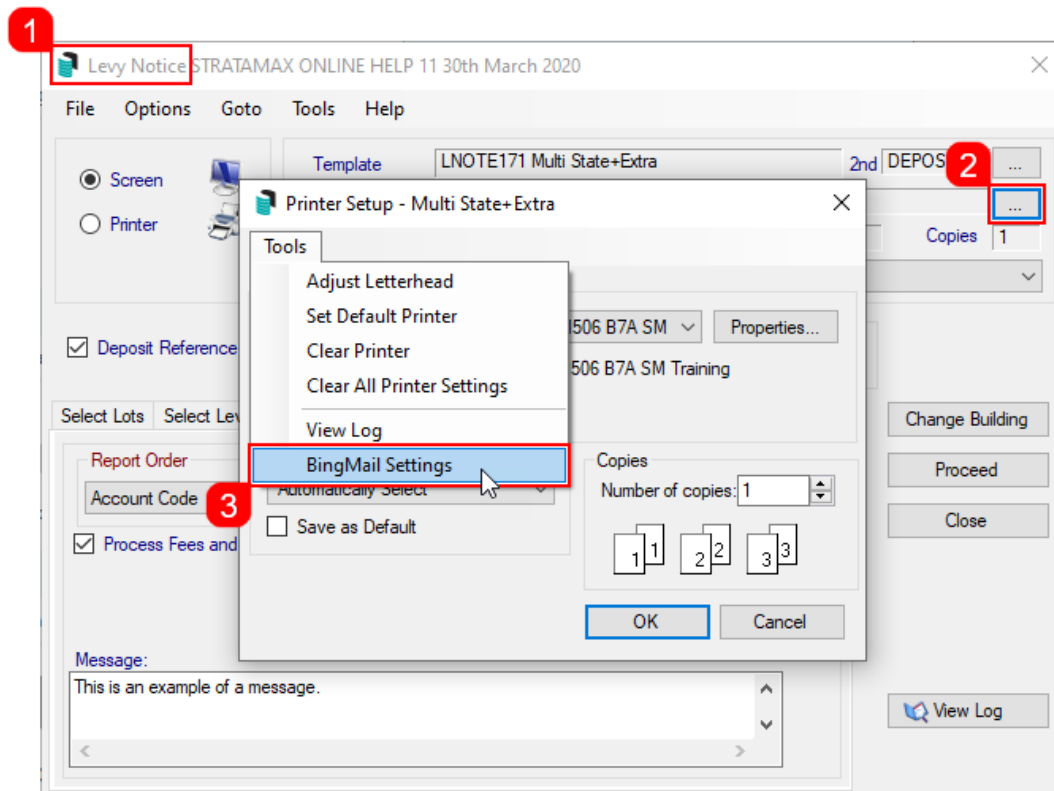 1
Levy Notice STRATAMAX ONLINE HELP 11 30th March 2020
File Options Goto Tools Help
Screen
Printer
Template LNOTE171 Multi State+Extra 2nd DEPOS ...
2
...
Copies 1
Printer Setup - Multi State+Extra
Tools
Adjust Letterhead
Set Default Printer
Clear Printer
Clear All Printer Settings
View Log
BingMail Settings
506 B7A SM Properties...
506 B7A SM Training
Deposit Reference
Select Lots Select Lev
Change Building
Report Order
Account Code
3
Automatically Select
Save as Default
Copies
Number of copies: 1
1 1 2 2 3 3
Proceed
Close
Process Fees and
OK Cancel
Message:
This is an example of a message.
View Log